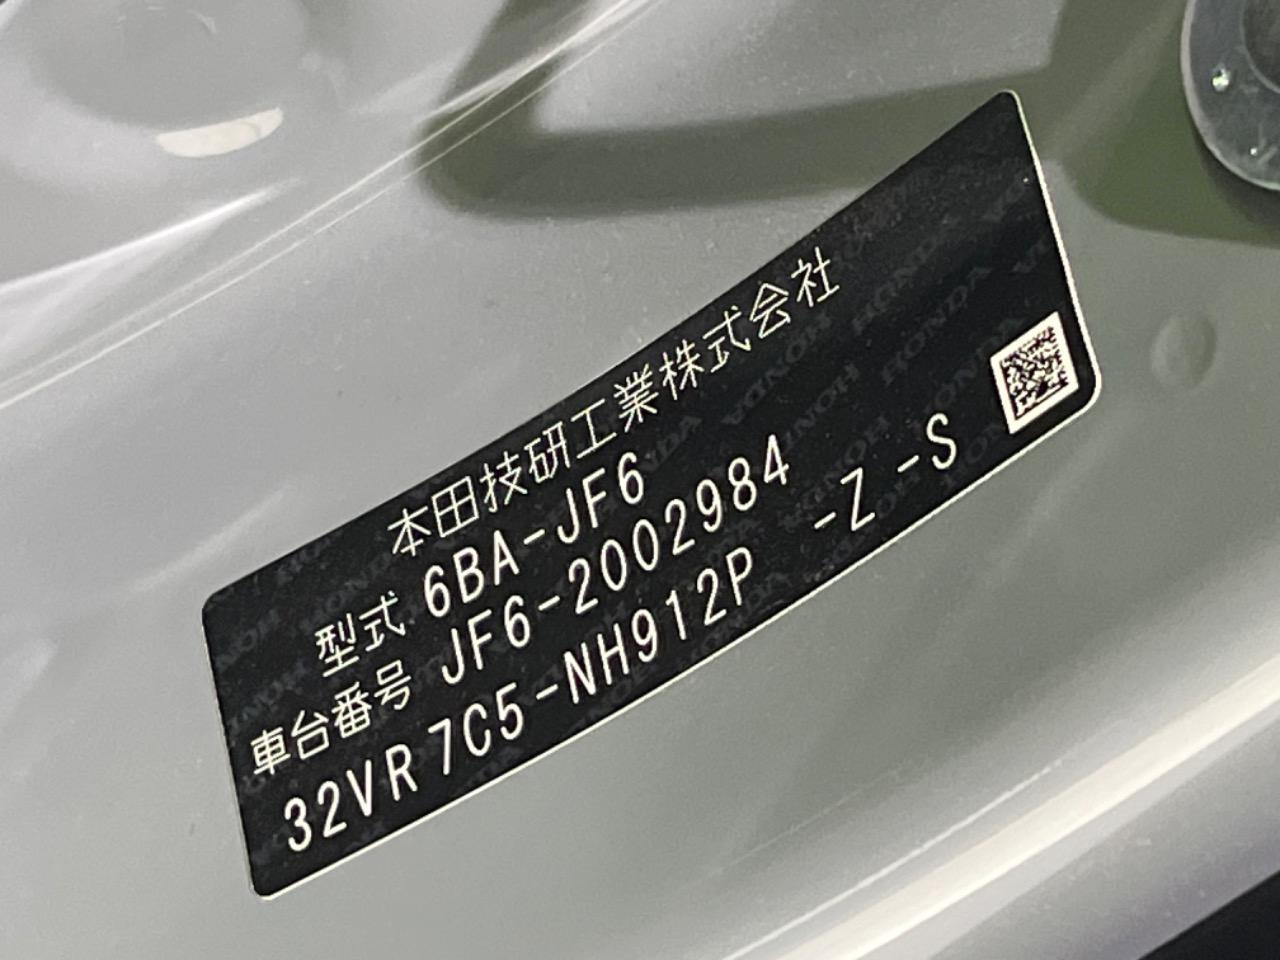 本田技研工業株式会社
型式 6BA-JF6
車台番号 JF6-2002984
32VR 7C5-NH912P -Z -S